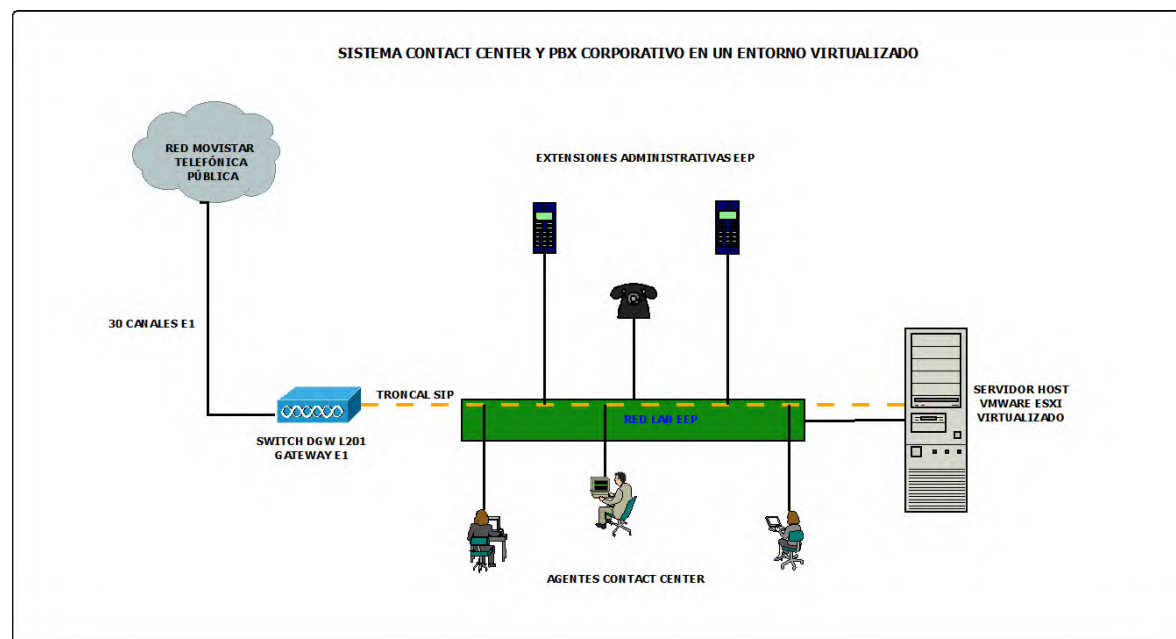 SISTEMA CONTACT CENTER Y PBX CORPORATIVO EN UN ENTORNO VIRTUALIZADO
RED MOVISTAR
TELEFÓNICA
PÚBLICA
EXTENSIONES ADMINISTRATIVAS EEP
30 CANALES E1
TRONCAL SIP
SWITCH DGW L201
GATEWAY E1
RED LAN EEP
SERVIDOR HOST
VMWARE ESXI
VIRTUALIZADO
AGENTES CONTACT CENTER